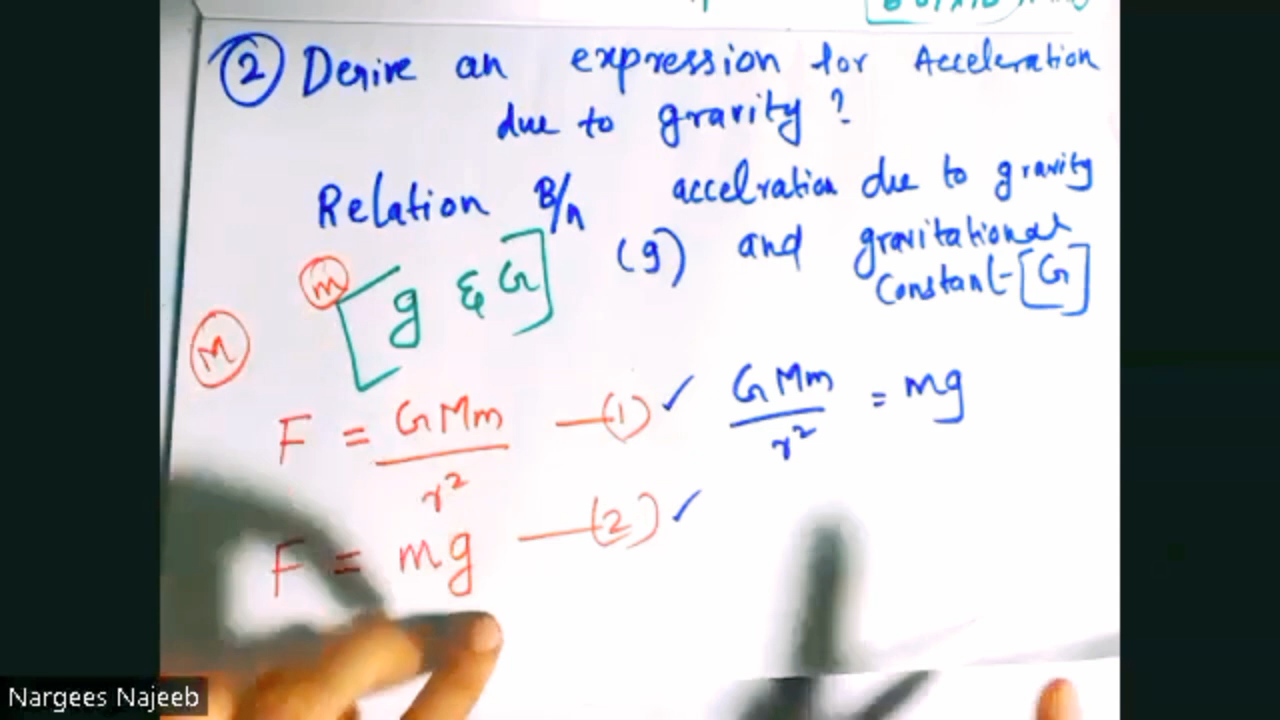 ② Derive an expression for Acceleration
due to gravity ?
Relation B/n accelration due to gravity
(g) and gravitational
constant [G]
m
[g & G]
M
F = GMm/r² —(1) ✓
GMm/r² = mg
F = mg —(2) ✓
Nargees Najeeb